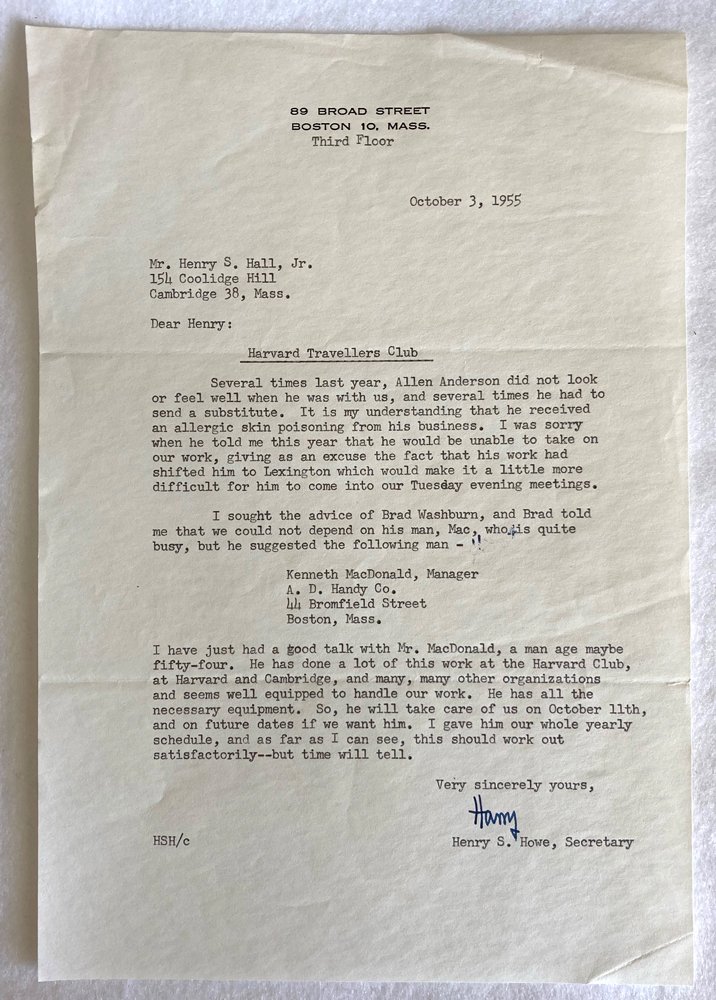 89 BROAD STREET
BOSTON 10, MASS.
Third Floor
October 3, 1955
Mr. Henry S. Hall, Jr.
154 Coolidge Hill
Cambridge 38, Mass.
Dear Henry:
Harvard Travellers Club
Several times last year, Allen Anderson did not look
or feel well when he was with us, and several times he had to
send a substitute. It is my understanding that he received
an allergic skin poisoning from his business. I was sorry
when he told me this year that he would be unable to take on
our work, giving as an excuse the fact that his work had
shifted him to Lexington which would make it a little more
difficult for him to come into our Tuesday evening meetings.
I sought the advice of Brad Washburn, and Brad told
me that we could not depend on his man, Mac, who is quite
busy, but he suggested the following man - "
Kenneth MacDonald, Manager
A. D. Handy Co.
44 Bromfield Street
Boston, Mass.
I have just had a good talk with Mr. MacDonald, a man age maybe
fifty-four. He has done a lot of this work at the Harvard Club,
at Harvard and Cambridge, and many, many other organizations
and seems well equipped to handle our work. He has all the
necessary equipment. So, he will take care of us on October 11th,
and on future dates if we want him. I gave him our whole yearly
schedule, and as far as I can see, this should work out
satisfactorily--but time will tell.
Very sincerely yours,
Harry
HSH/c
Henry S. Howe, Secretary